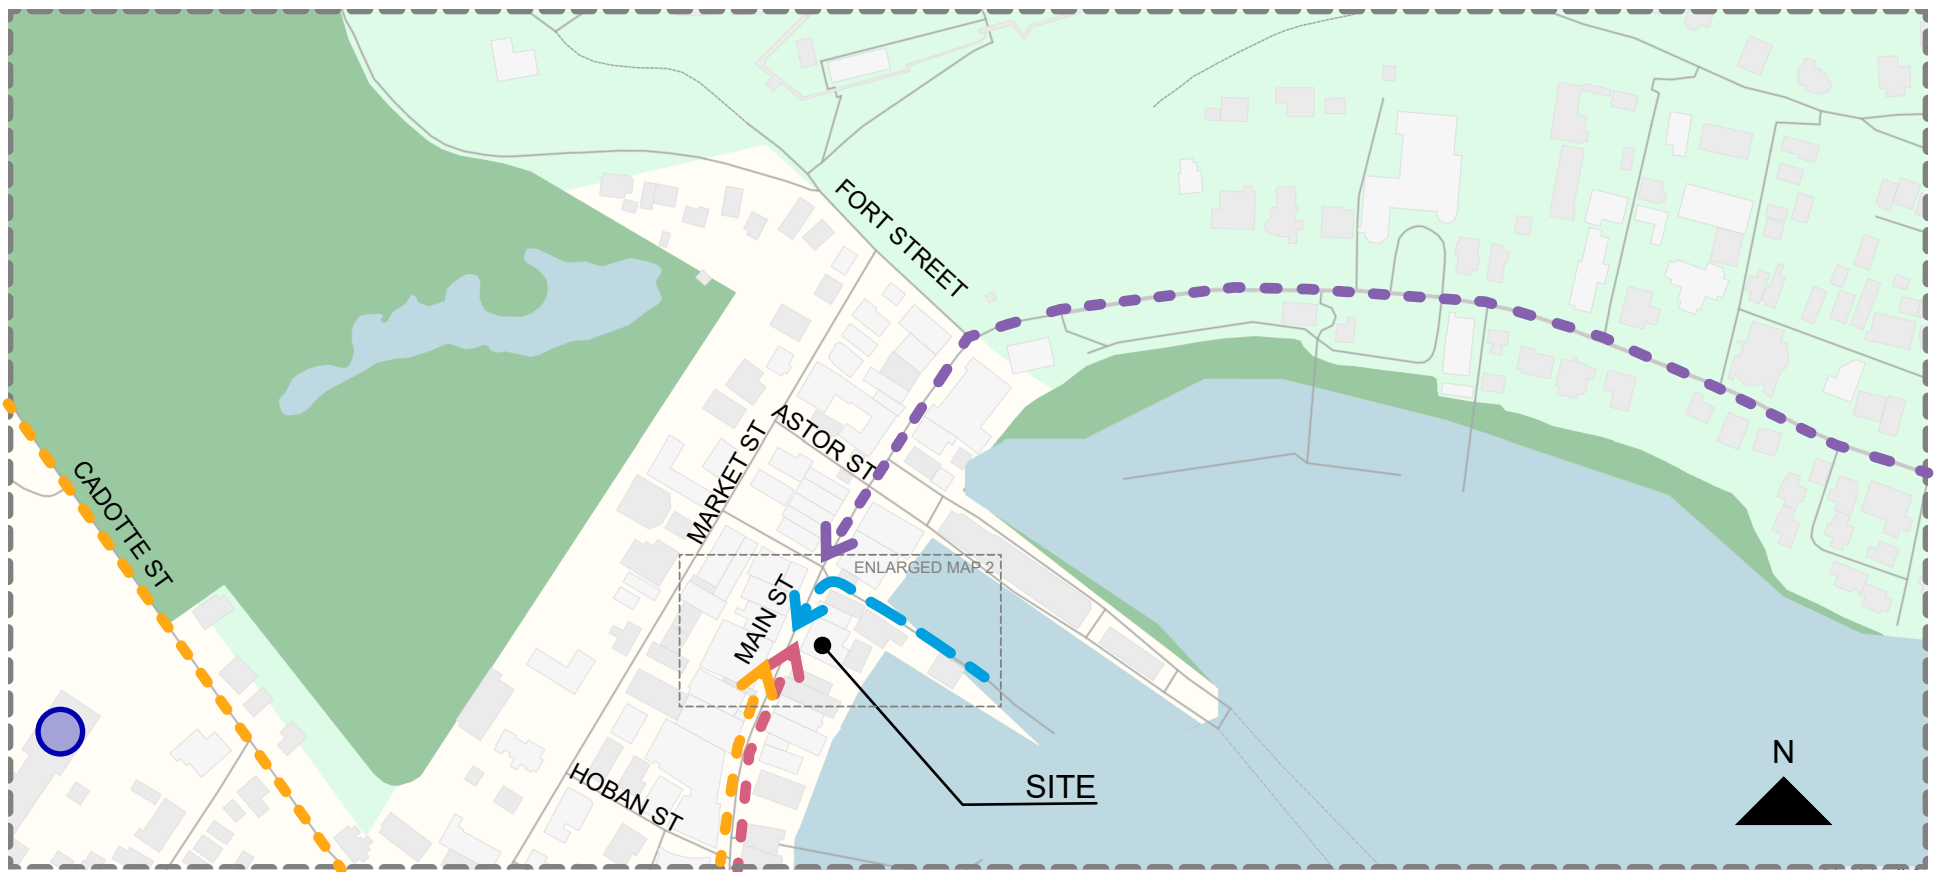 FORT STREET
ASTOR ST
MARKET ST
CADOTTE ST
ENLARGED MAP 2
MAIN ST
N
SITE
HOBAN ST